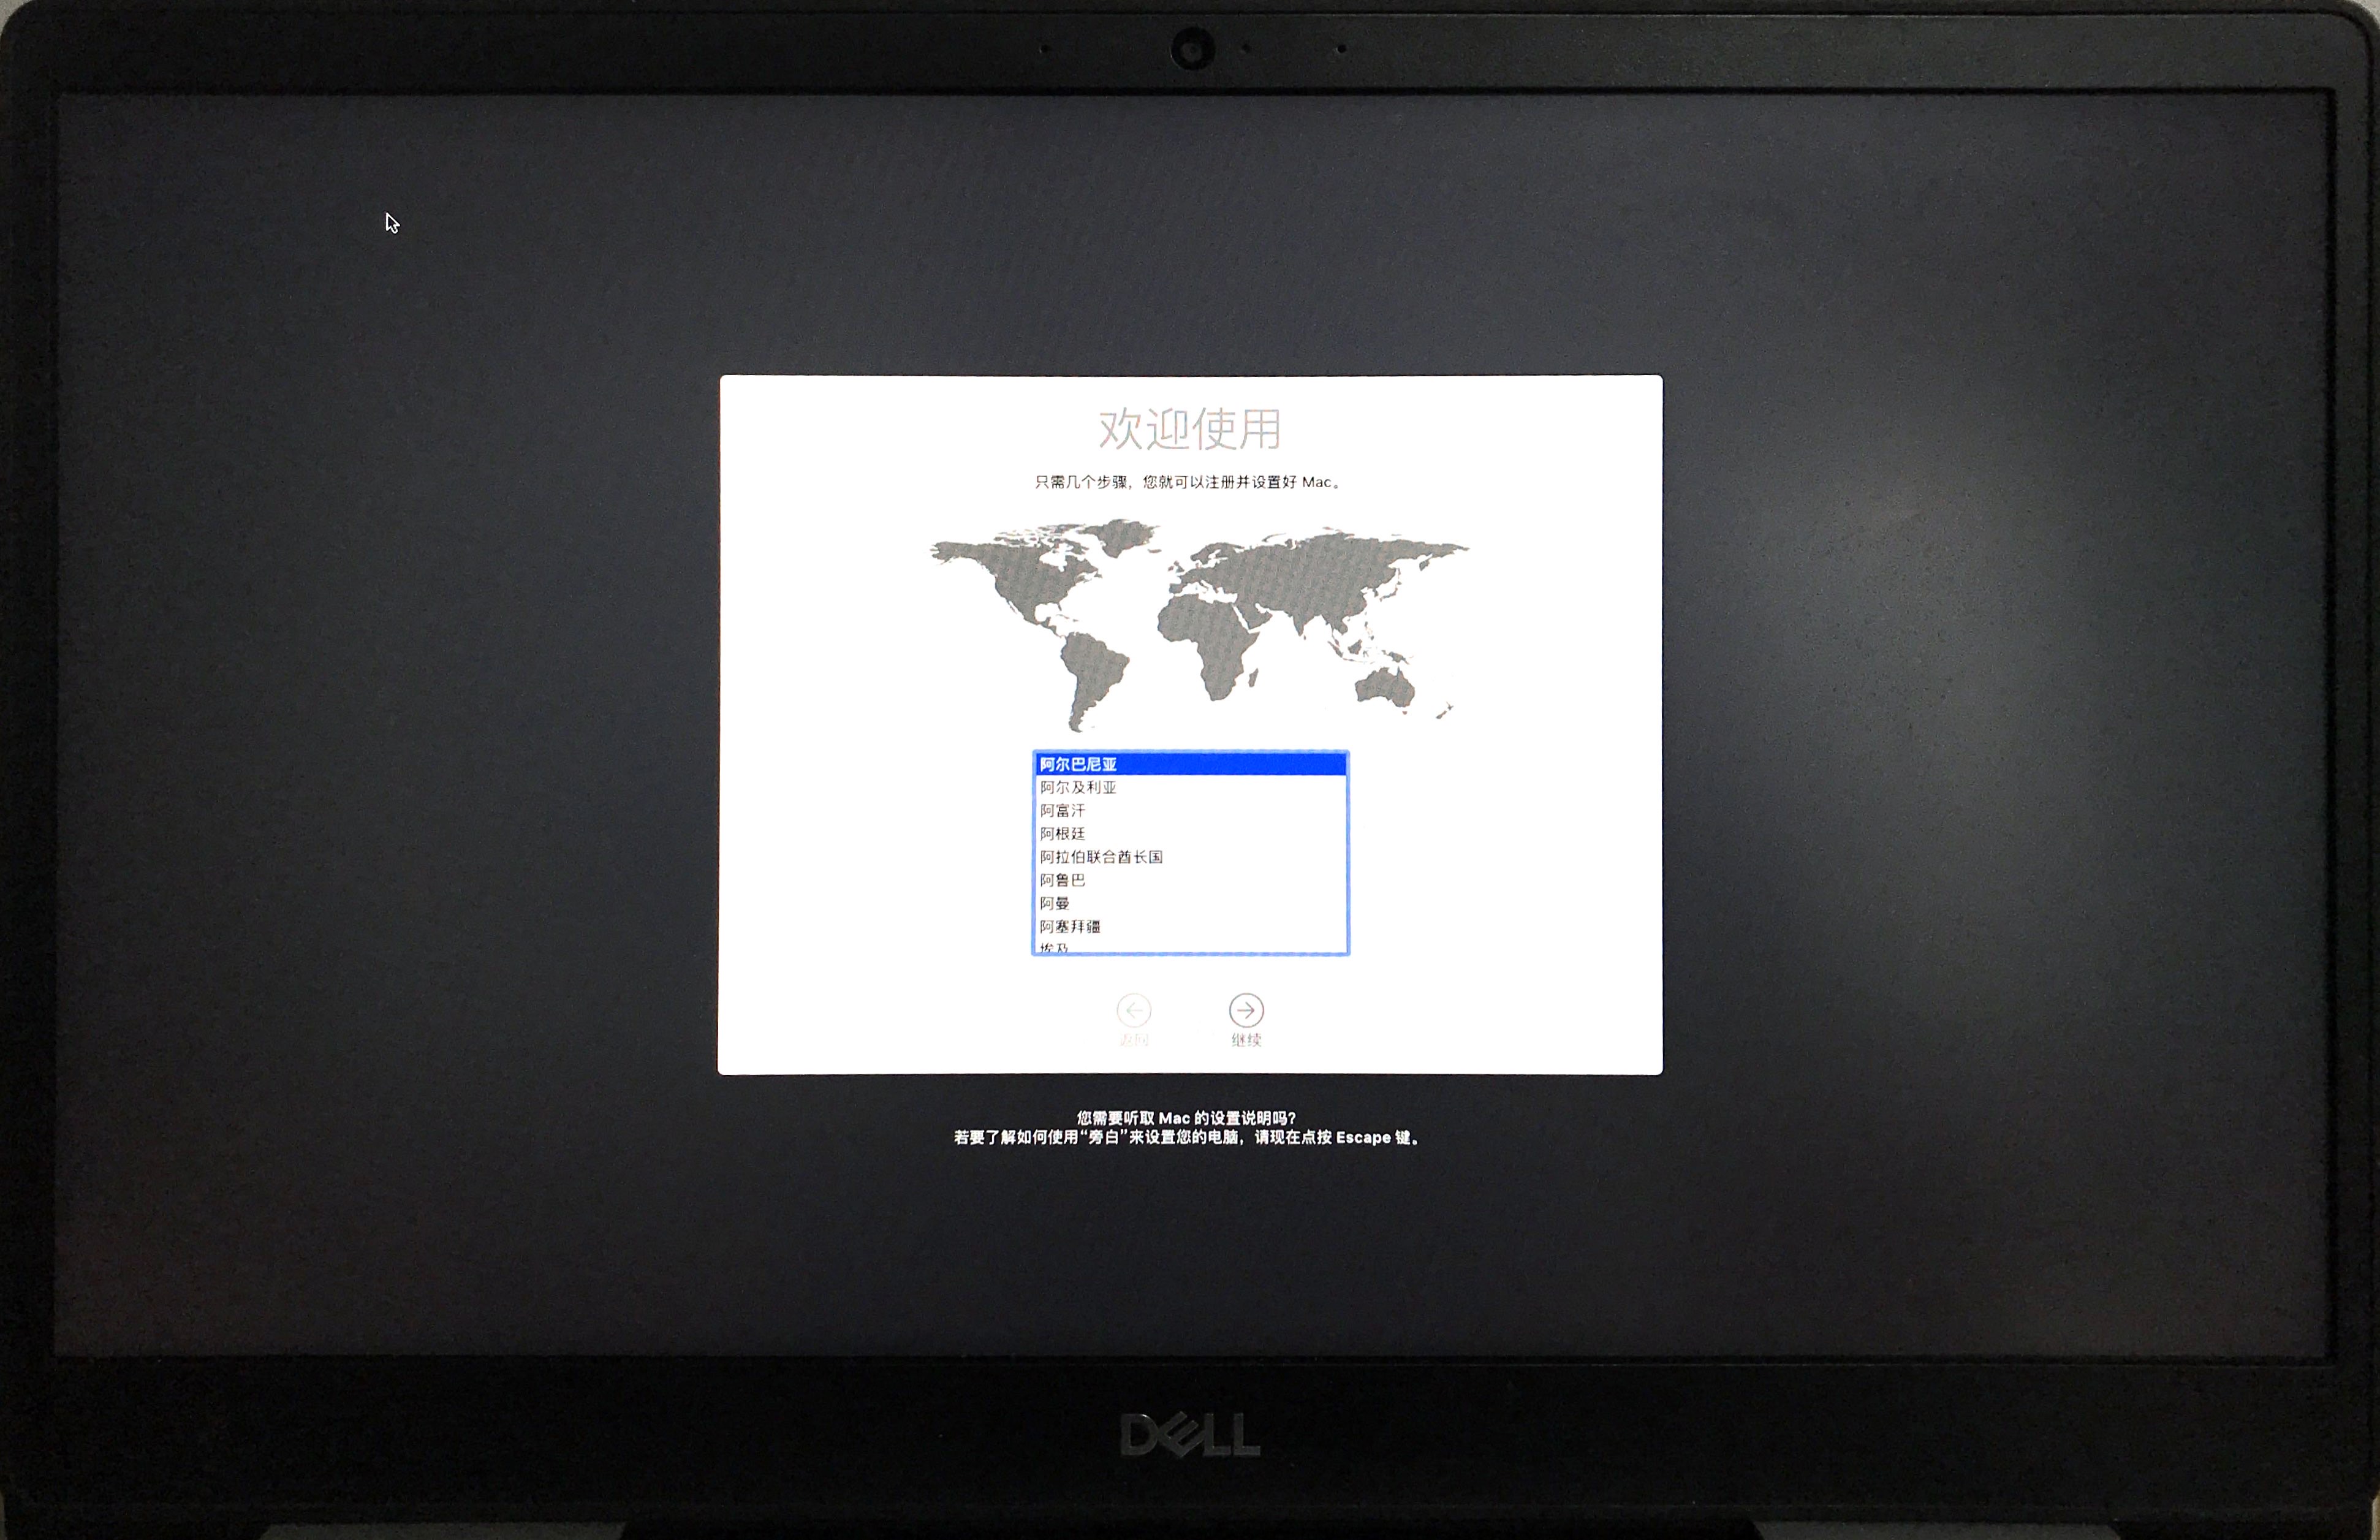 欢迎使用
只需几个步骤，您就可以注册并设置好 Mac。
阿尔巴尼亚
阿尔及利亚
阿富汗
阿根廷
阿拉伯联合酋长国
阿鲁巴
阿曼
阿塞拜疆
埃及
返回
继续
您需要听取 Mac 的设置说明吗？
若要了解如何使用“旁白”来设置您的电脑，请现在点按 Escape 键。
DELL